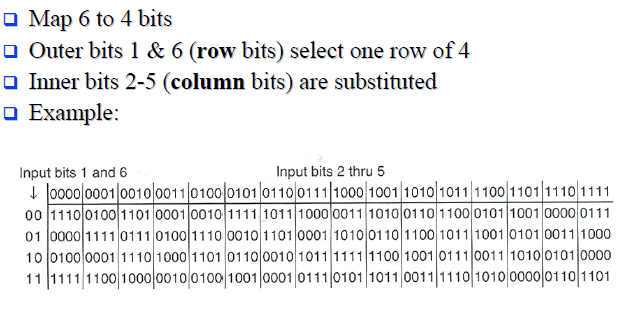 Map 6 to 4 bits
Outer bits 1 & 6 (row bits) select one row of 4
Inner bits 2-5 (column bits) are substituted
Example:
Input bits 1 and 6 Input bits 2 thru 5
↓ 0000 0001 0010 0011 0100 0101 0110 0111 1000 1001 1010 1011 1100 1101 1110 1111
00 1110 0100 1101 0001 0010 1111 1011 1000 0011 1010 0110 1100 0101 1001 0000 0111
01 0000 1111 0111 0100 1110 0010 1101 0001 1010 0110 1100 1011 1001 0101 0011 1000
10 0100 0001 1110 1000 1101 0110 0010 1011 1111 1100 1001 0111 0011 1010 0101 0000
11 1111 1100 1000 0010 0100 1001 0001 0111 0101 1011 0011 1110 1010 0000 0110 1101